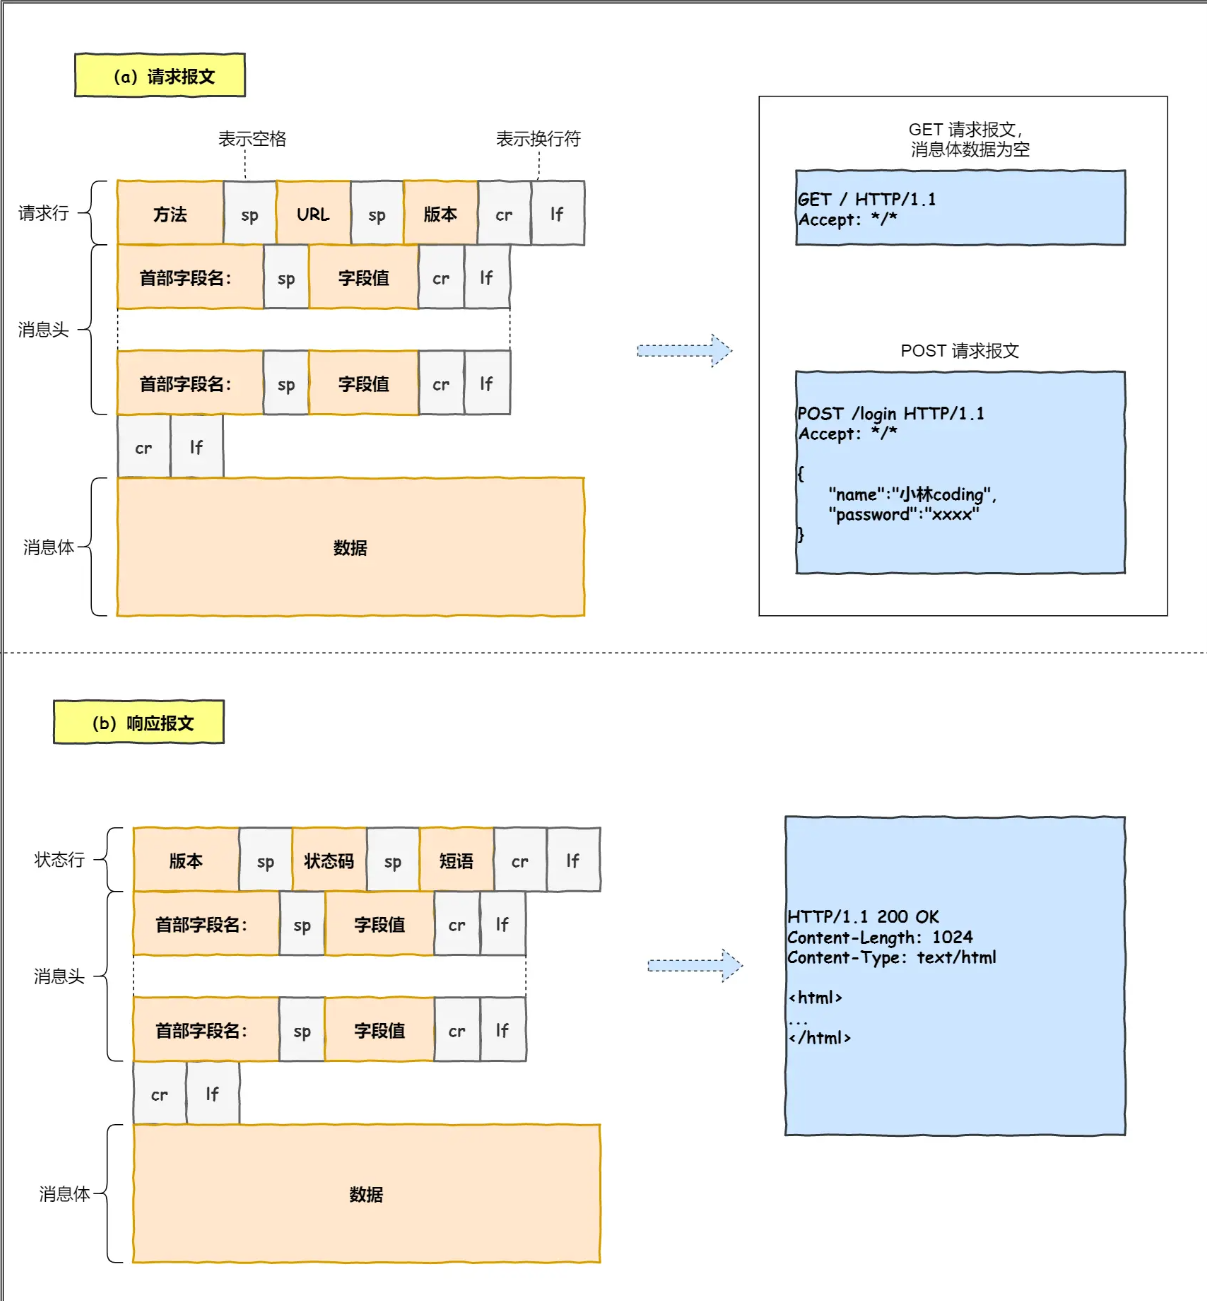 (a) 请求报文
表示空格
表示换行符
请求行
方法 sp URL sp 版本 cr lf
首部字段名: sp 字段值 cr lf
消息头
首部字段名: sp 字段值 cr lf
cr lf
消息体
数据
GET 请求报文,
消息体数据为空
GET / HTTP/1.1
Accept: */*
POST 请求报文
POST /login HTTP/1.1
Accept: */*
{
"name":"小林coding",
"password":"xxxx"
}
(b) 响应报文
状态行
版本 sp 状态码 sp 短语 cr lf
首部字段名: sp 字段值 cr lf
消息头
首部字段名: sp 字段值 cr lf
cr lf
消息体
数据
HTTP/1.1 200 OK
Content-Length: 1024
Content-Type: text/html
<html>
...
</html>